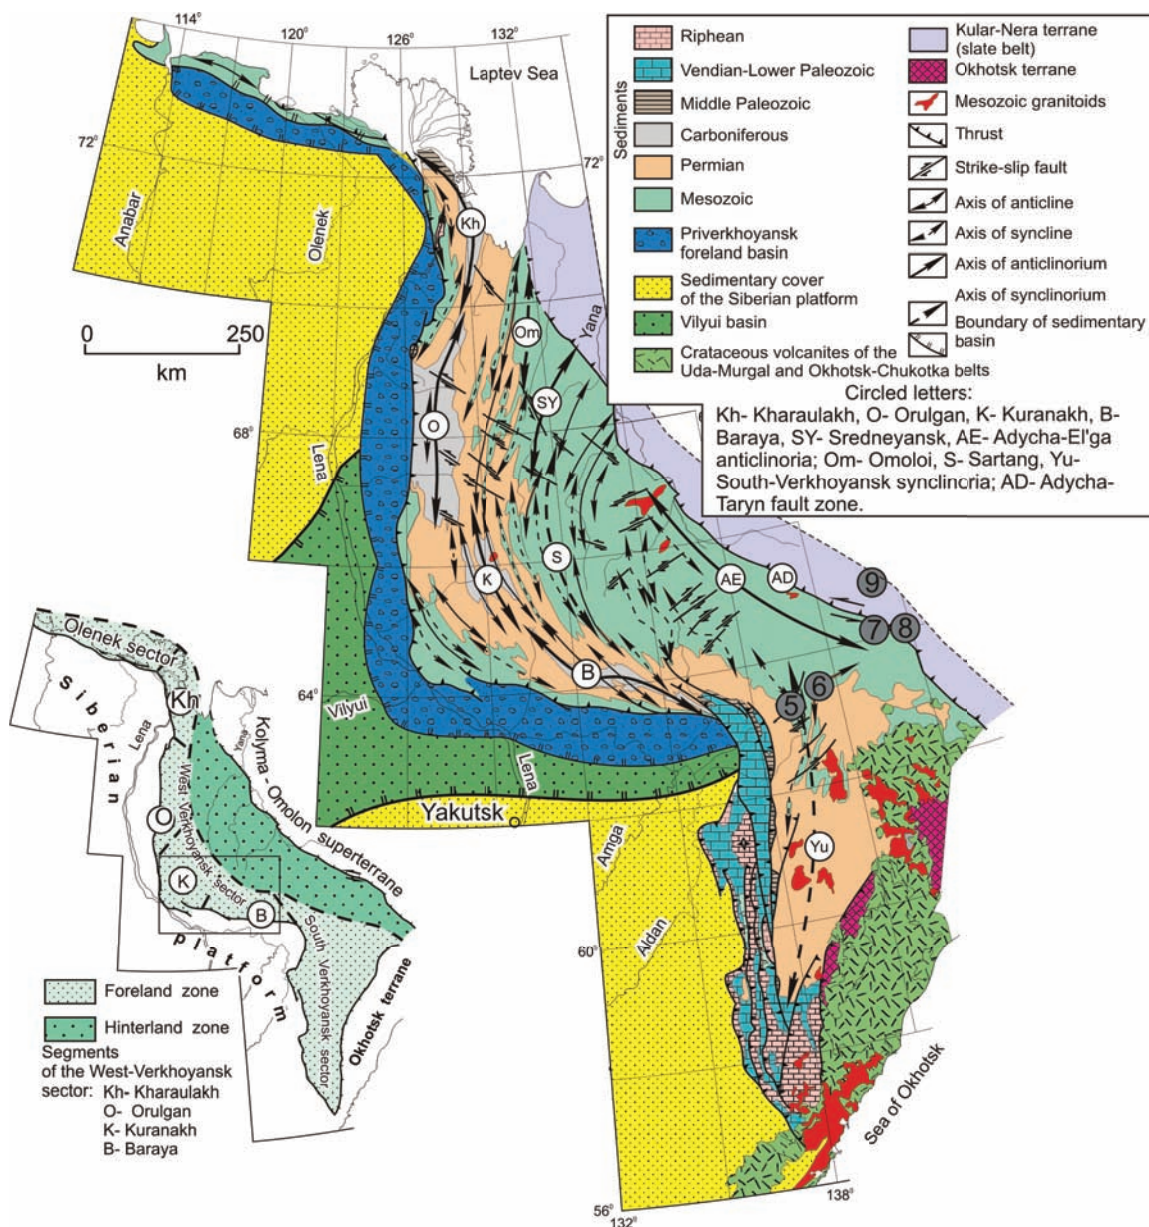 114°
120°
126°
132°
Laptev Sea
72°
72°
Anabar
Olenek
Kh
Yana
0
250
km
Om
SY
O
68°
Lena
S
K
AE
AD
9
7
8
B
6
5
64°
Vilyui
Lena
Yakutsk
Amga
Yu
Aldan
60°
Sea of Okhotsk
56°
132°
138°
Sediments
Riphean
Vendian-Lower Paleozoic
Middle Paleozoic
Carboniferous
Permian
Mesozoic
Priverkhoyansk
foreland basin
Sedimentary cover
of the Siberian platform
Vilyui basin
Crataceous volcanites of the
Uda-Murgal and Okhotsk-Chukotka belts
Kular-Nera terrane
(slate belt)
Okhotsk terrane
Mesozoic granitoids
Thrust
Strike-slip fault
Axis of anticline
Axis of syncline
Axis of anticlinorium
Axis of synclinorium
Boundary of sedimentary
basin
Circled letters:
Kh- Kharaulakh, O- Orulgan, K- Kuranakh, B-
Baraya, SY- Sredneyansk, AE- Adycha-El'ga
anticlinoria; Om- Omoloi, S- Sartang, Yu-
South-Verkhoyansk synclinoria; AD- Adycha-
Taryn fault zone.
Olenek sector
Siberian
platform
Kh
Lena
Yana
Kolyma - Omolon superterrane
West Verkhoyansk sector
O
K
B
South Verkhoyansk sector
Okhotsk terrane
Foreland zone
Hinterland zone
Segments
of the West-Verkhoyansk
sector: Kh- Kharaulakh
O- Orulgan
K- Kuranakh
B- Baraya